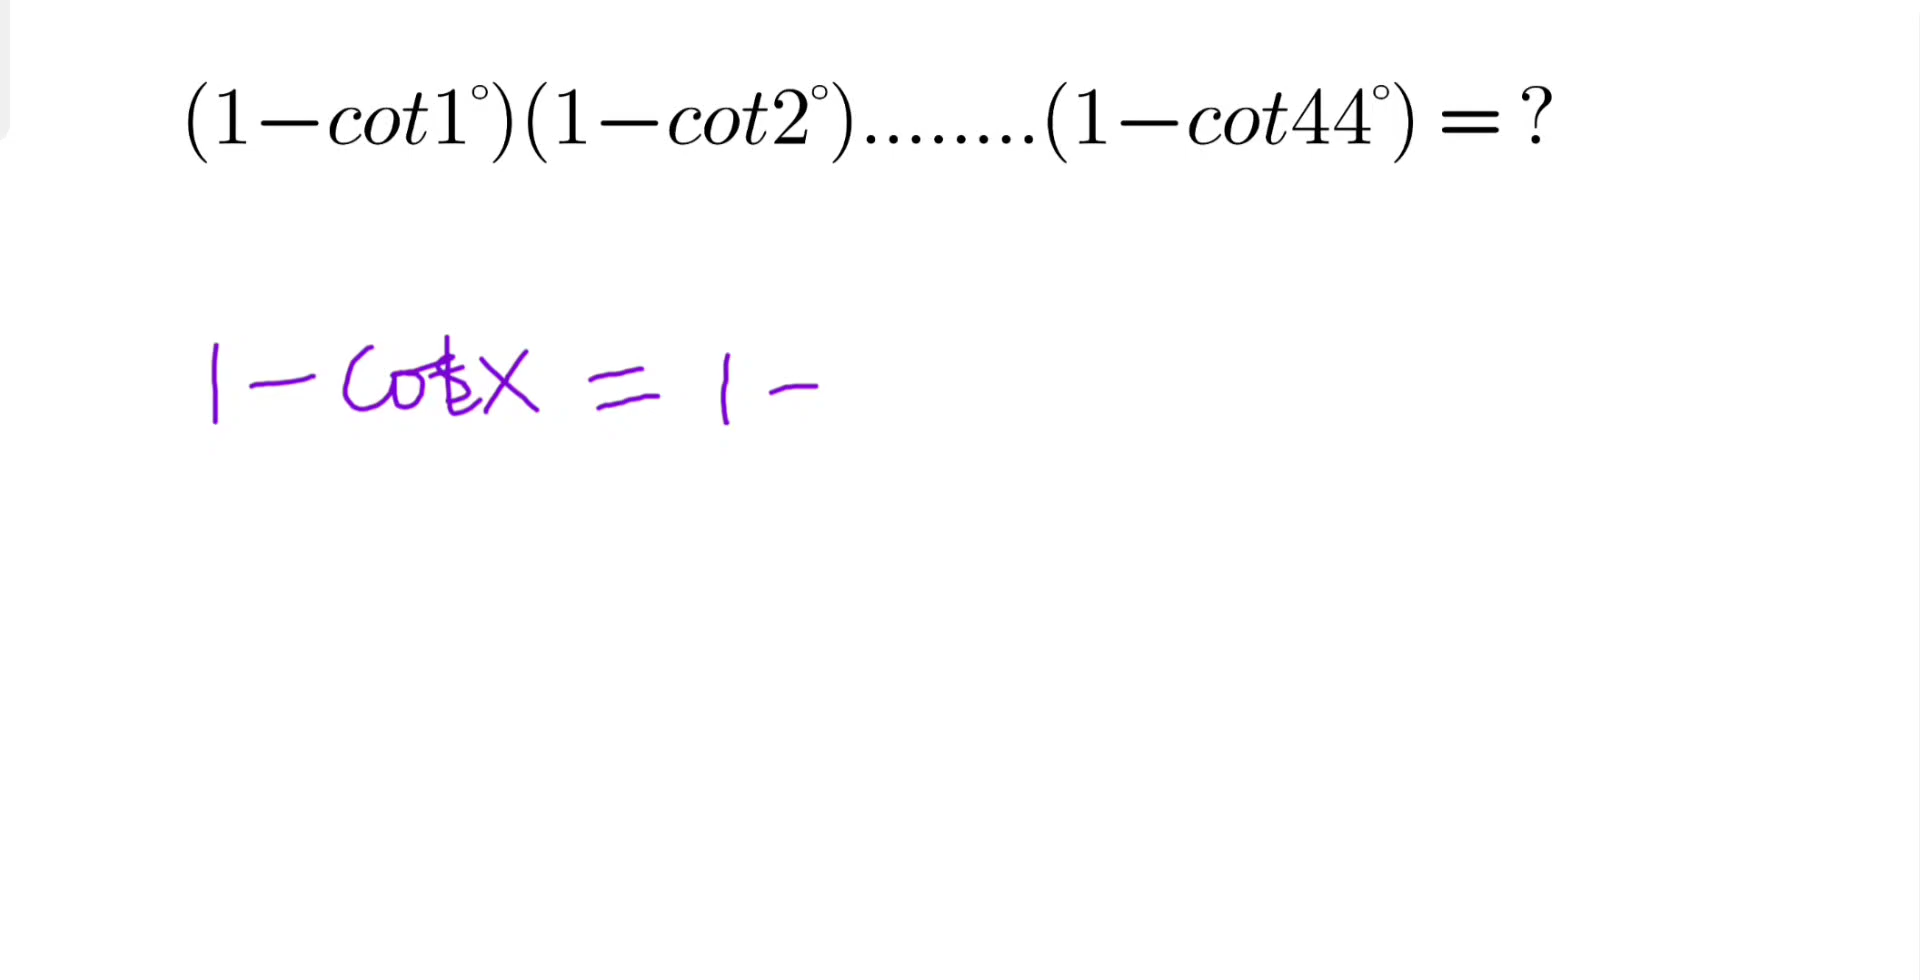 (1−cot1°)(1−cot2°)........(1−cot44°) = ?
1 − cotx = 1 −